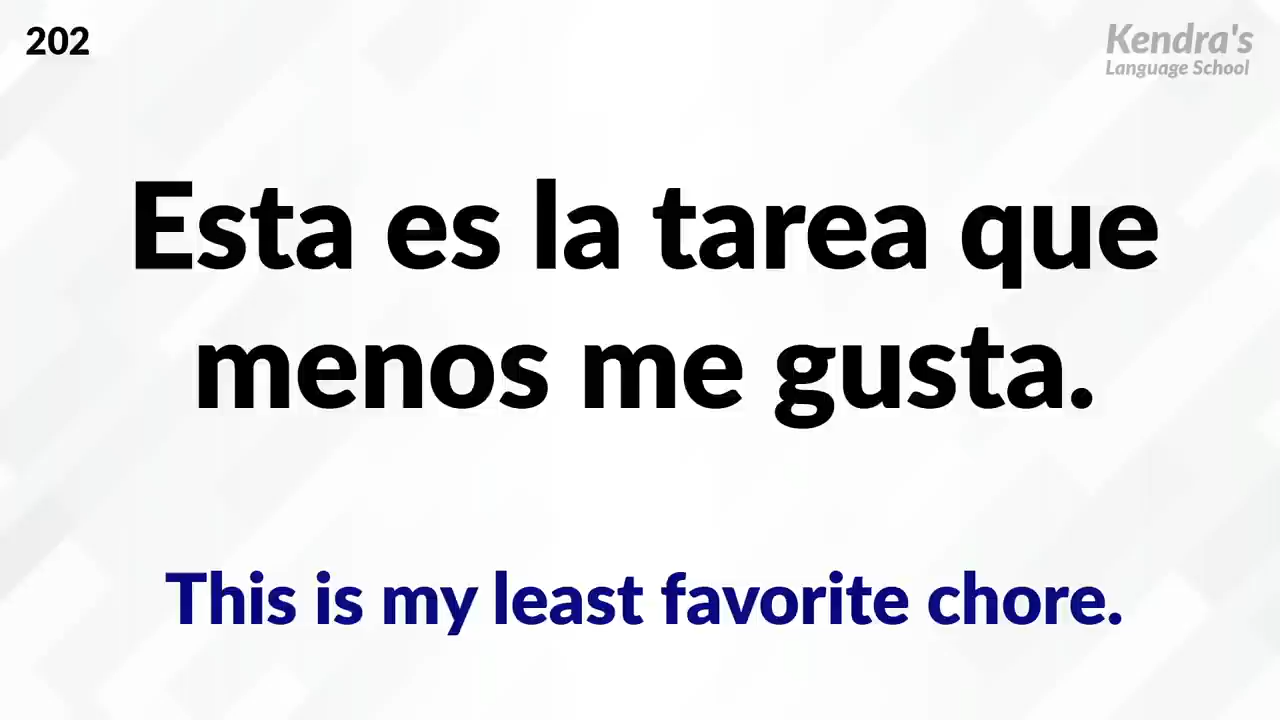 202
Kendra's
Language School
Esta es la tarea que
menos me gusta.
This is my least favorite chore.